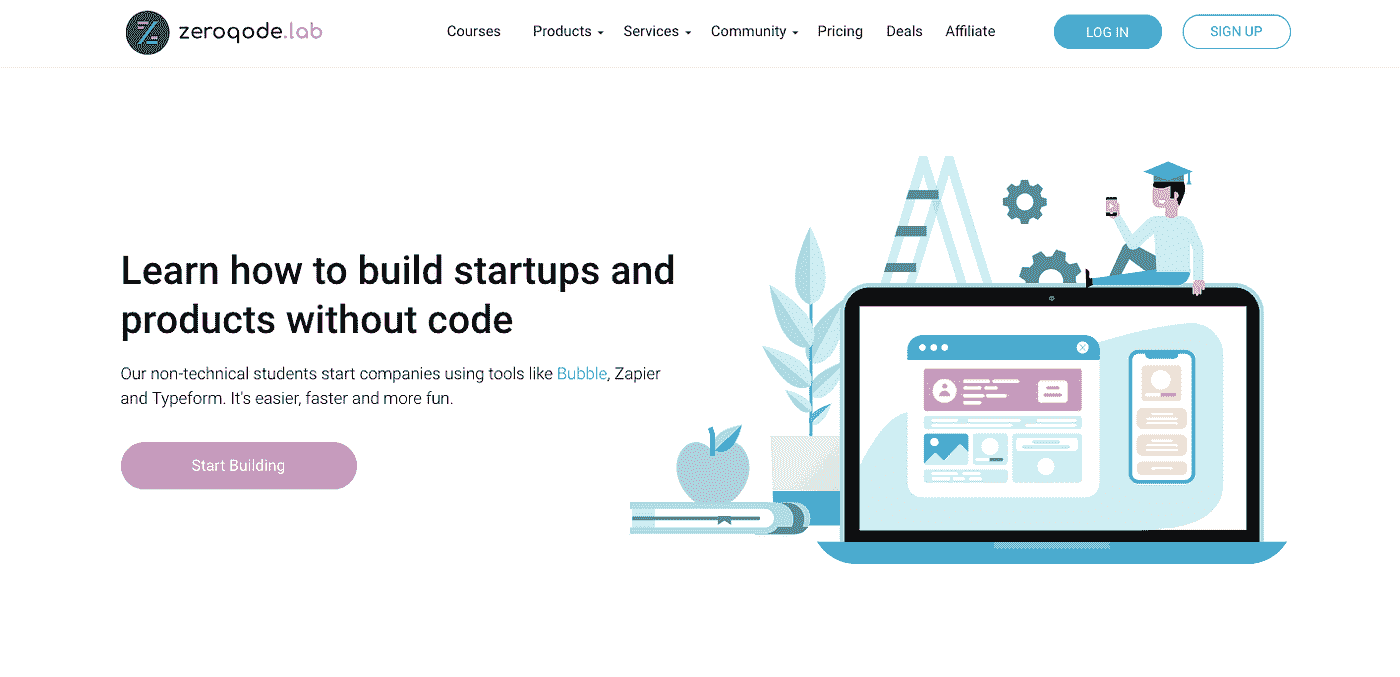 zeroqode.lab
Courses Products Services Community Pricing Deals Affiliate LOG IN SIGN UP
Learn how to build startups and
products without code
Our non-technical students start companies using tools like Bubble, Zapier
and Typeform. It's easier, faster and more fun.
Start Building